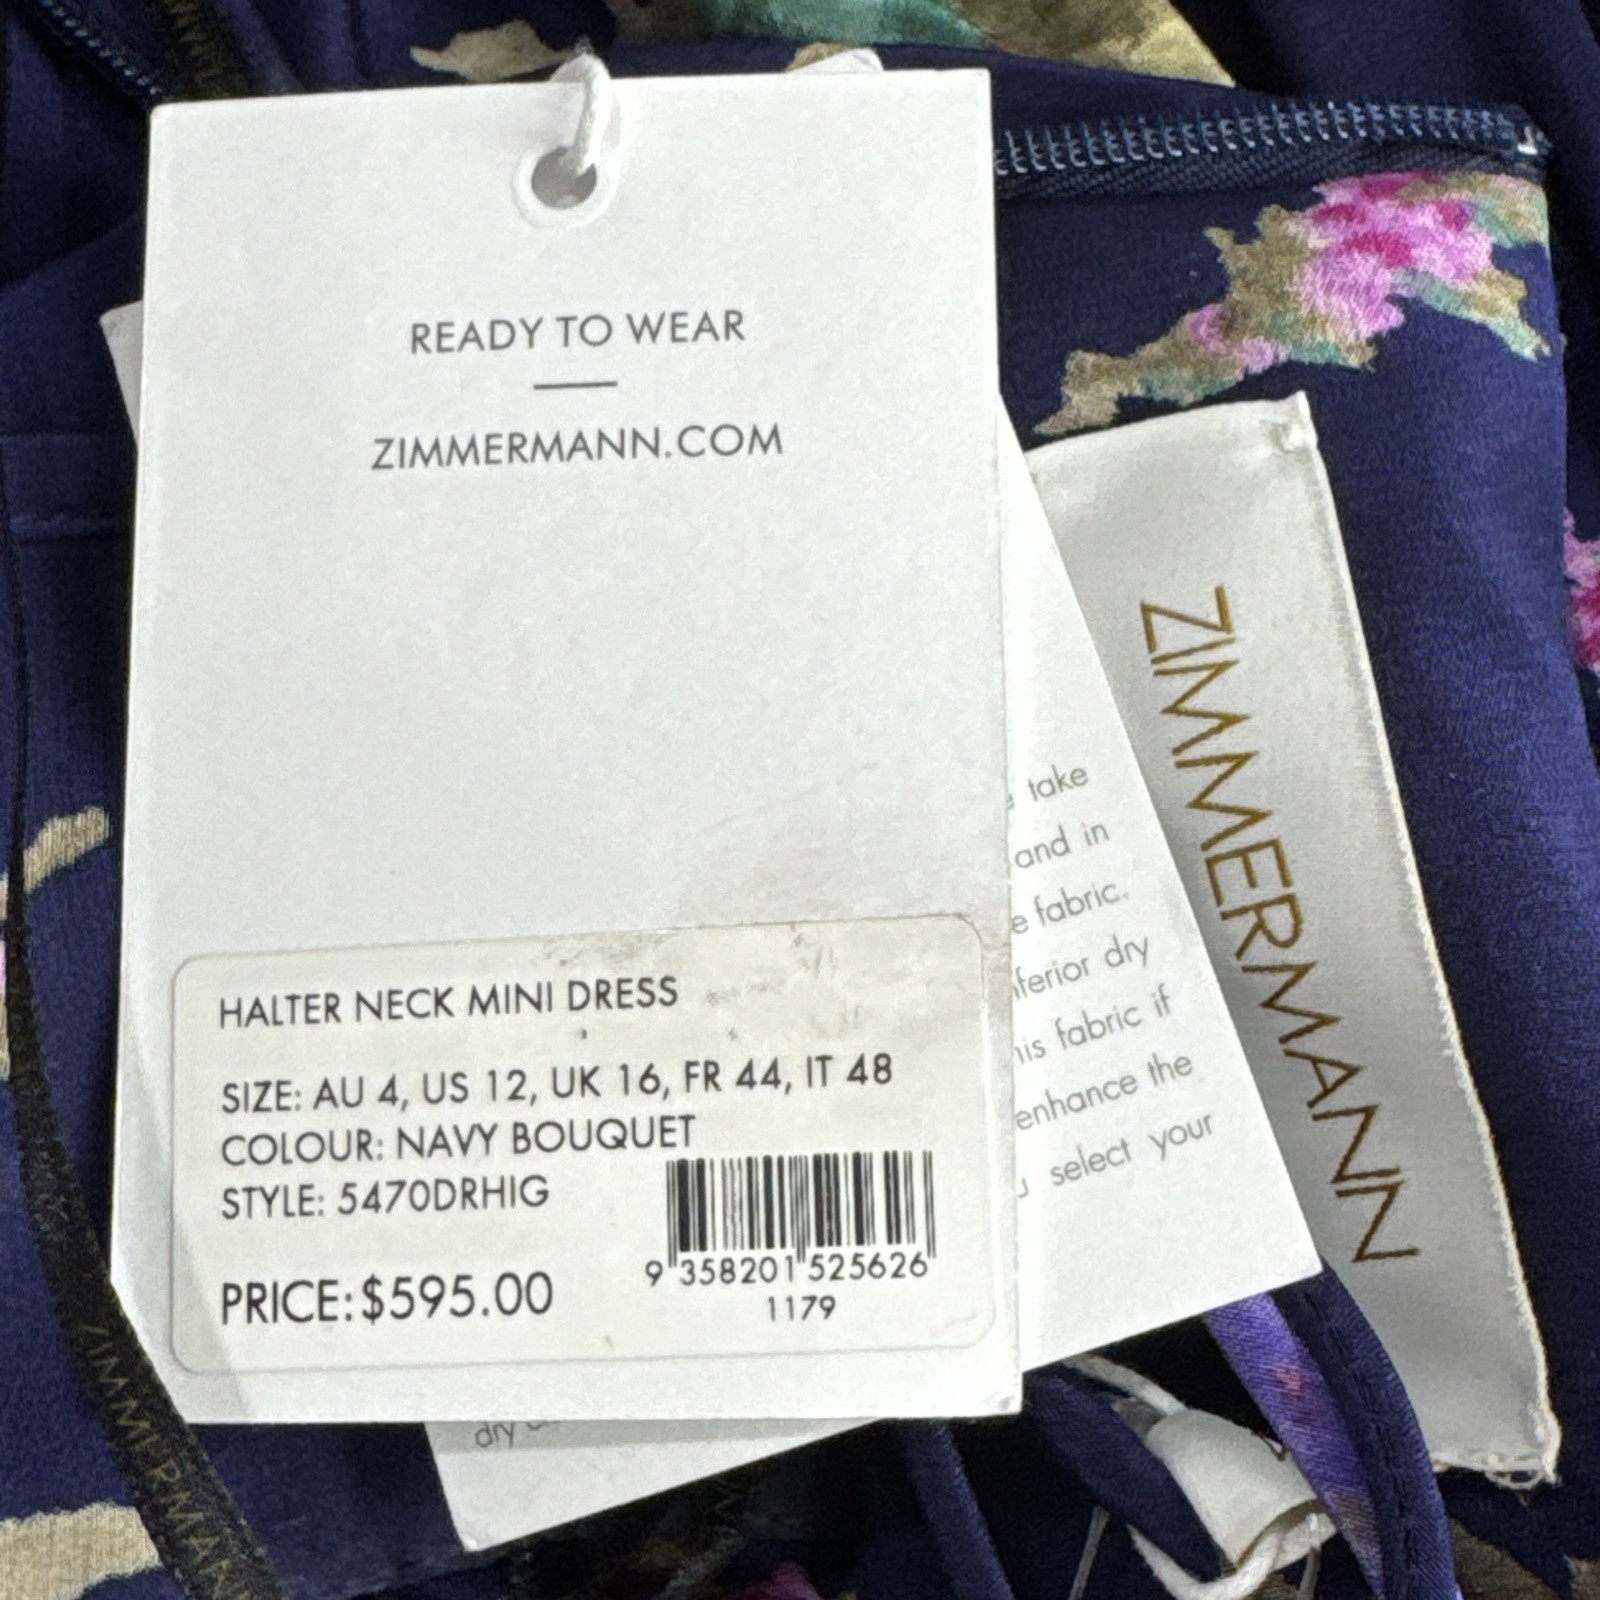 READY TO WEAR
ZIMMERMANN.COM
HALTER NECK MINI DRESS
SIZE: AU 4, US 12, UK 16, FR 44, IT 48
COLOUR: NAVY BOUQUET
STYLE: 5470DRHIG
PRICE: $595.00
9 358201 525626
1179
take
and in
fabric.
dry
fabric if
enhance the
select your
dry
ZIMMERMANN
ZIMMERMANN